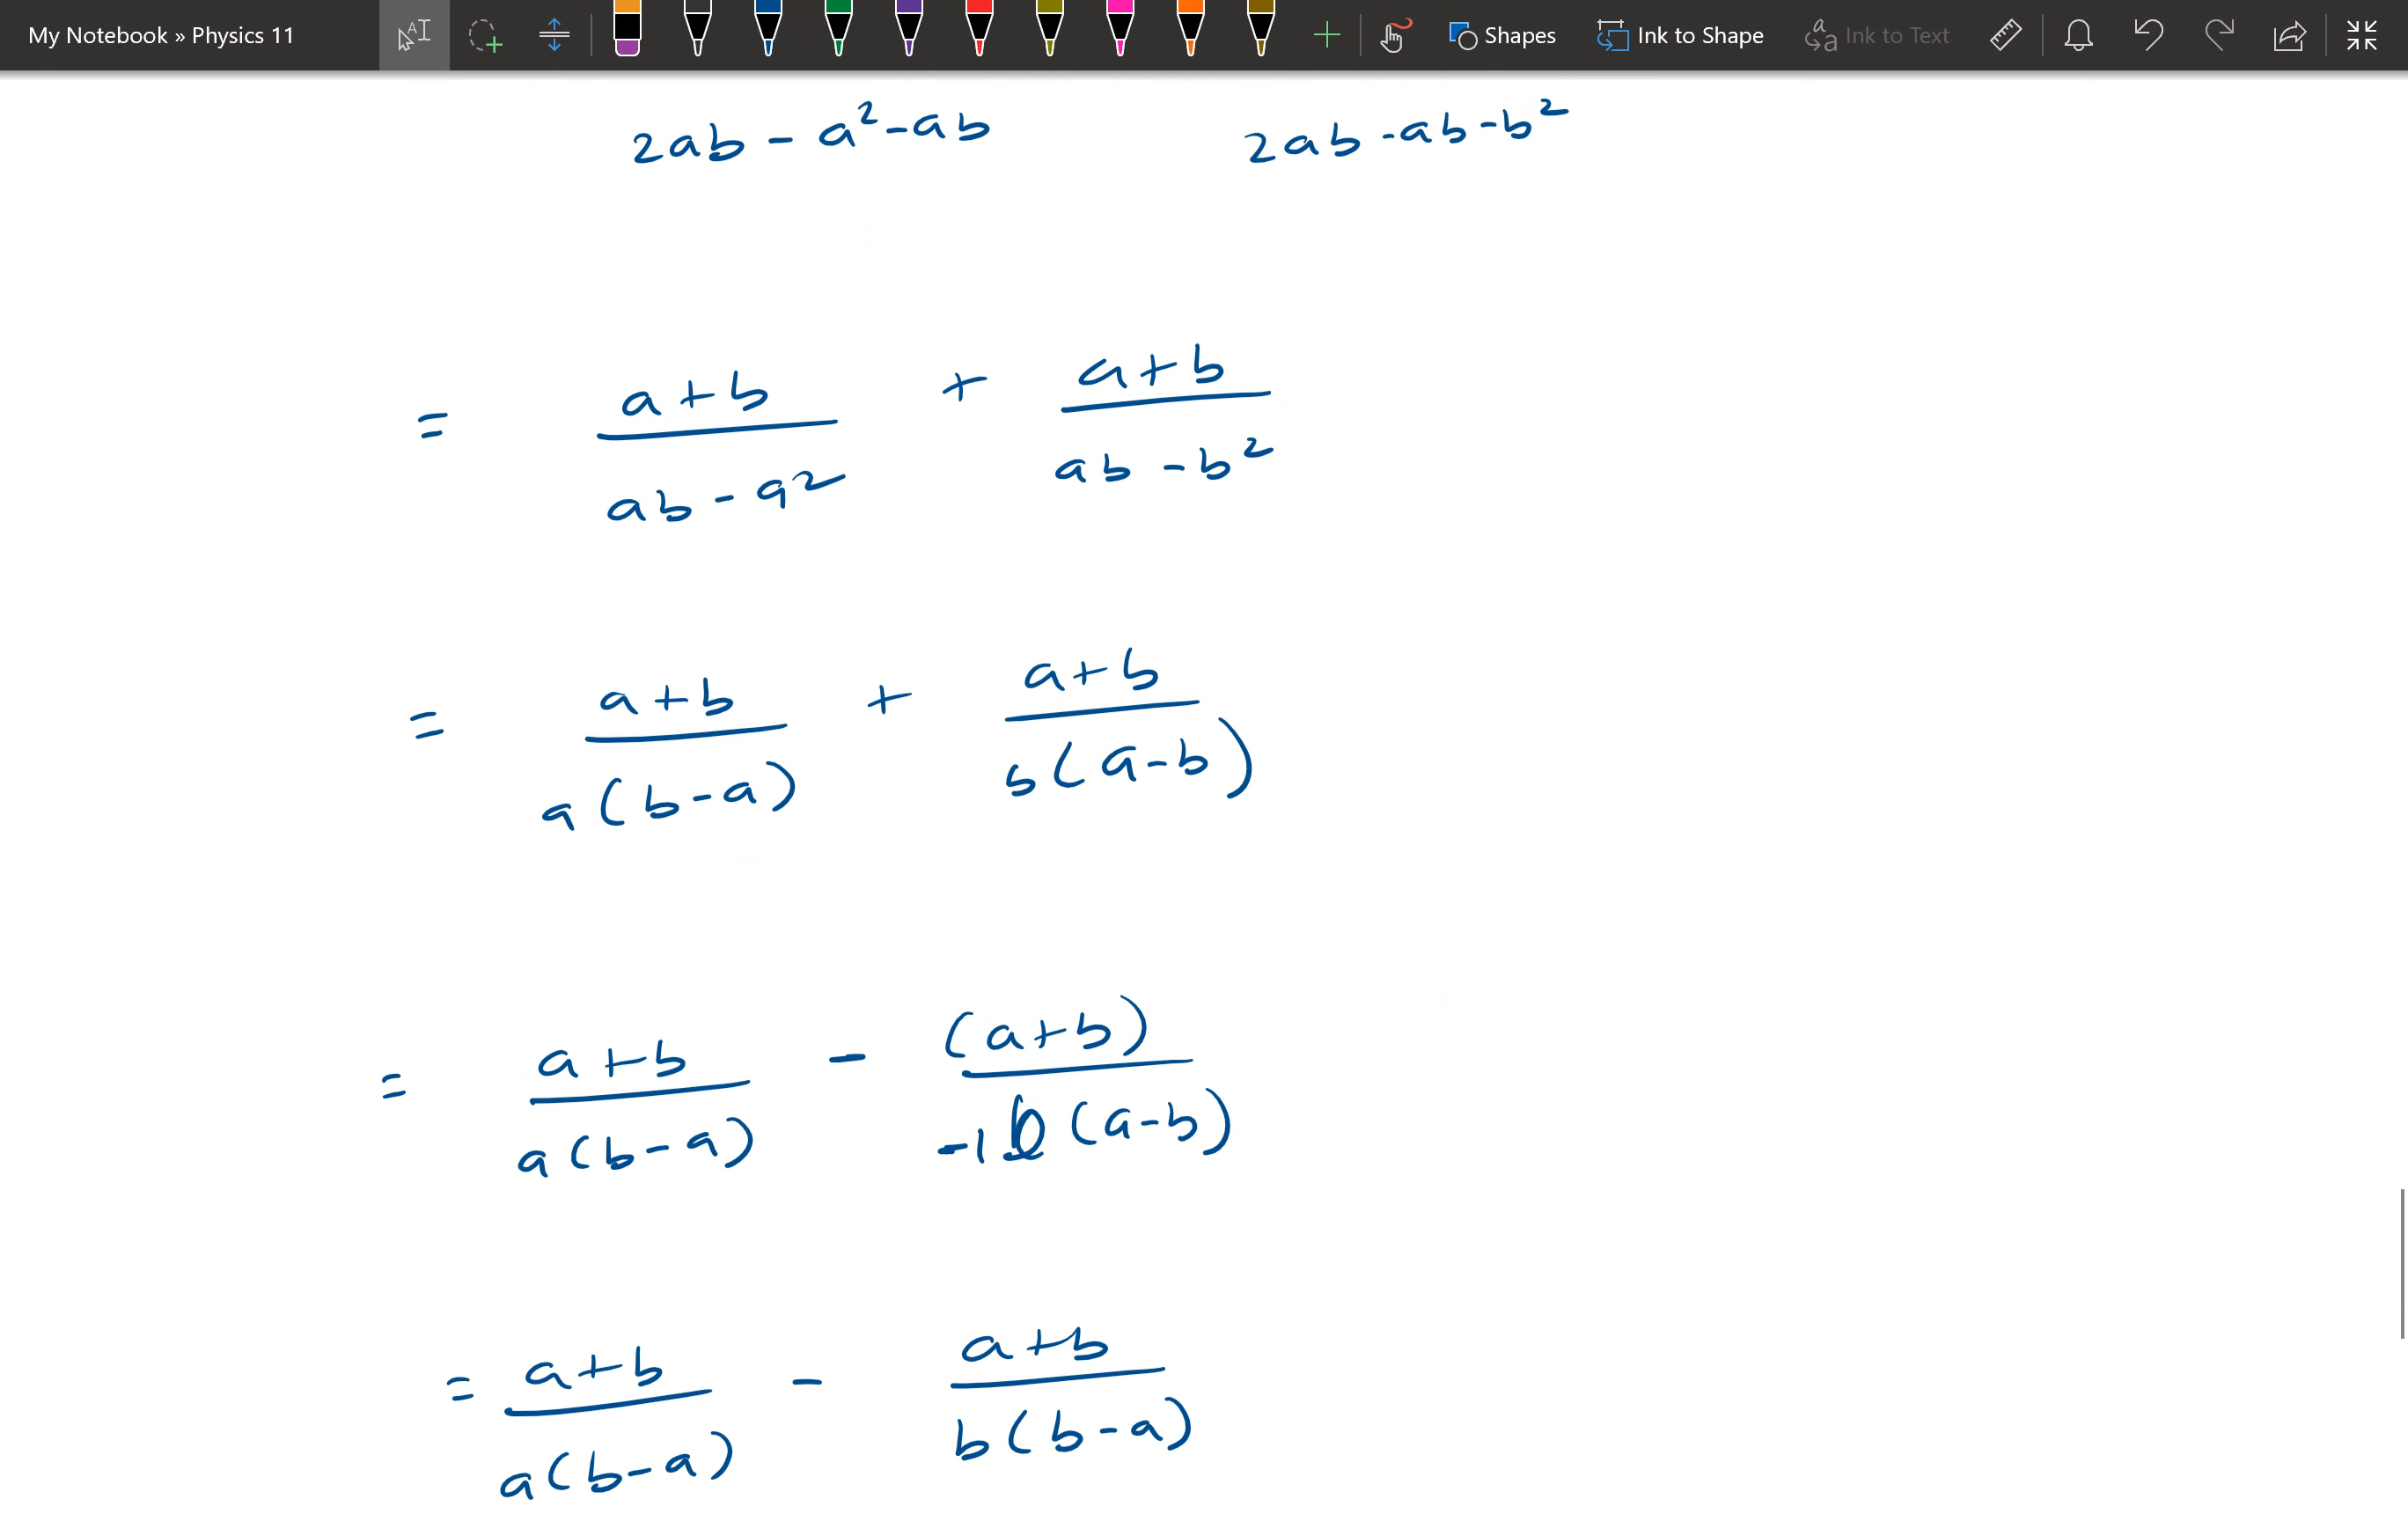 My Notebook » Physics 11 Shapes Ink to Shape Ink to Text
2ab - a² - ab 2ab - ab - b²
= a + b + a + b
ab - a² ab - b²
= a + b + a + b
a(b - a) b(a - b)
= a + b - (a + b)
a(b - a) -1 b(a - b)
= a + b - a + b
a(b - a) b(b - a)